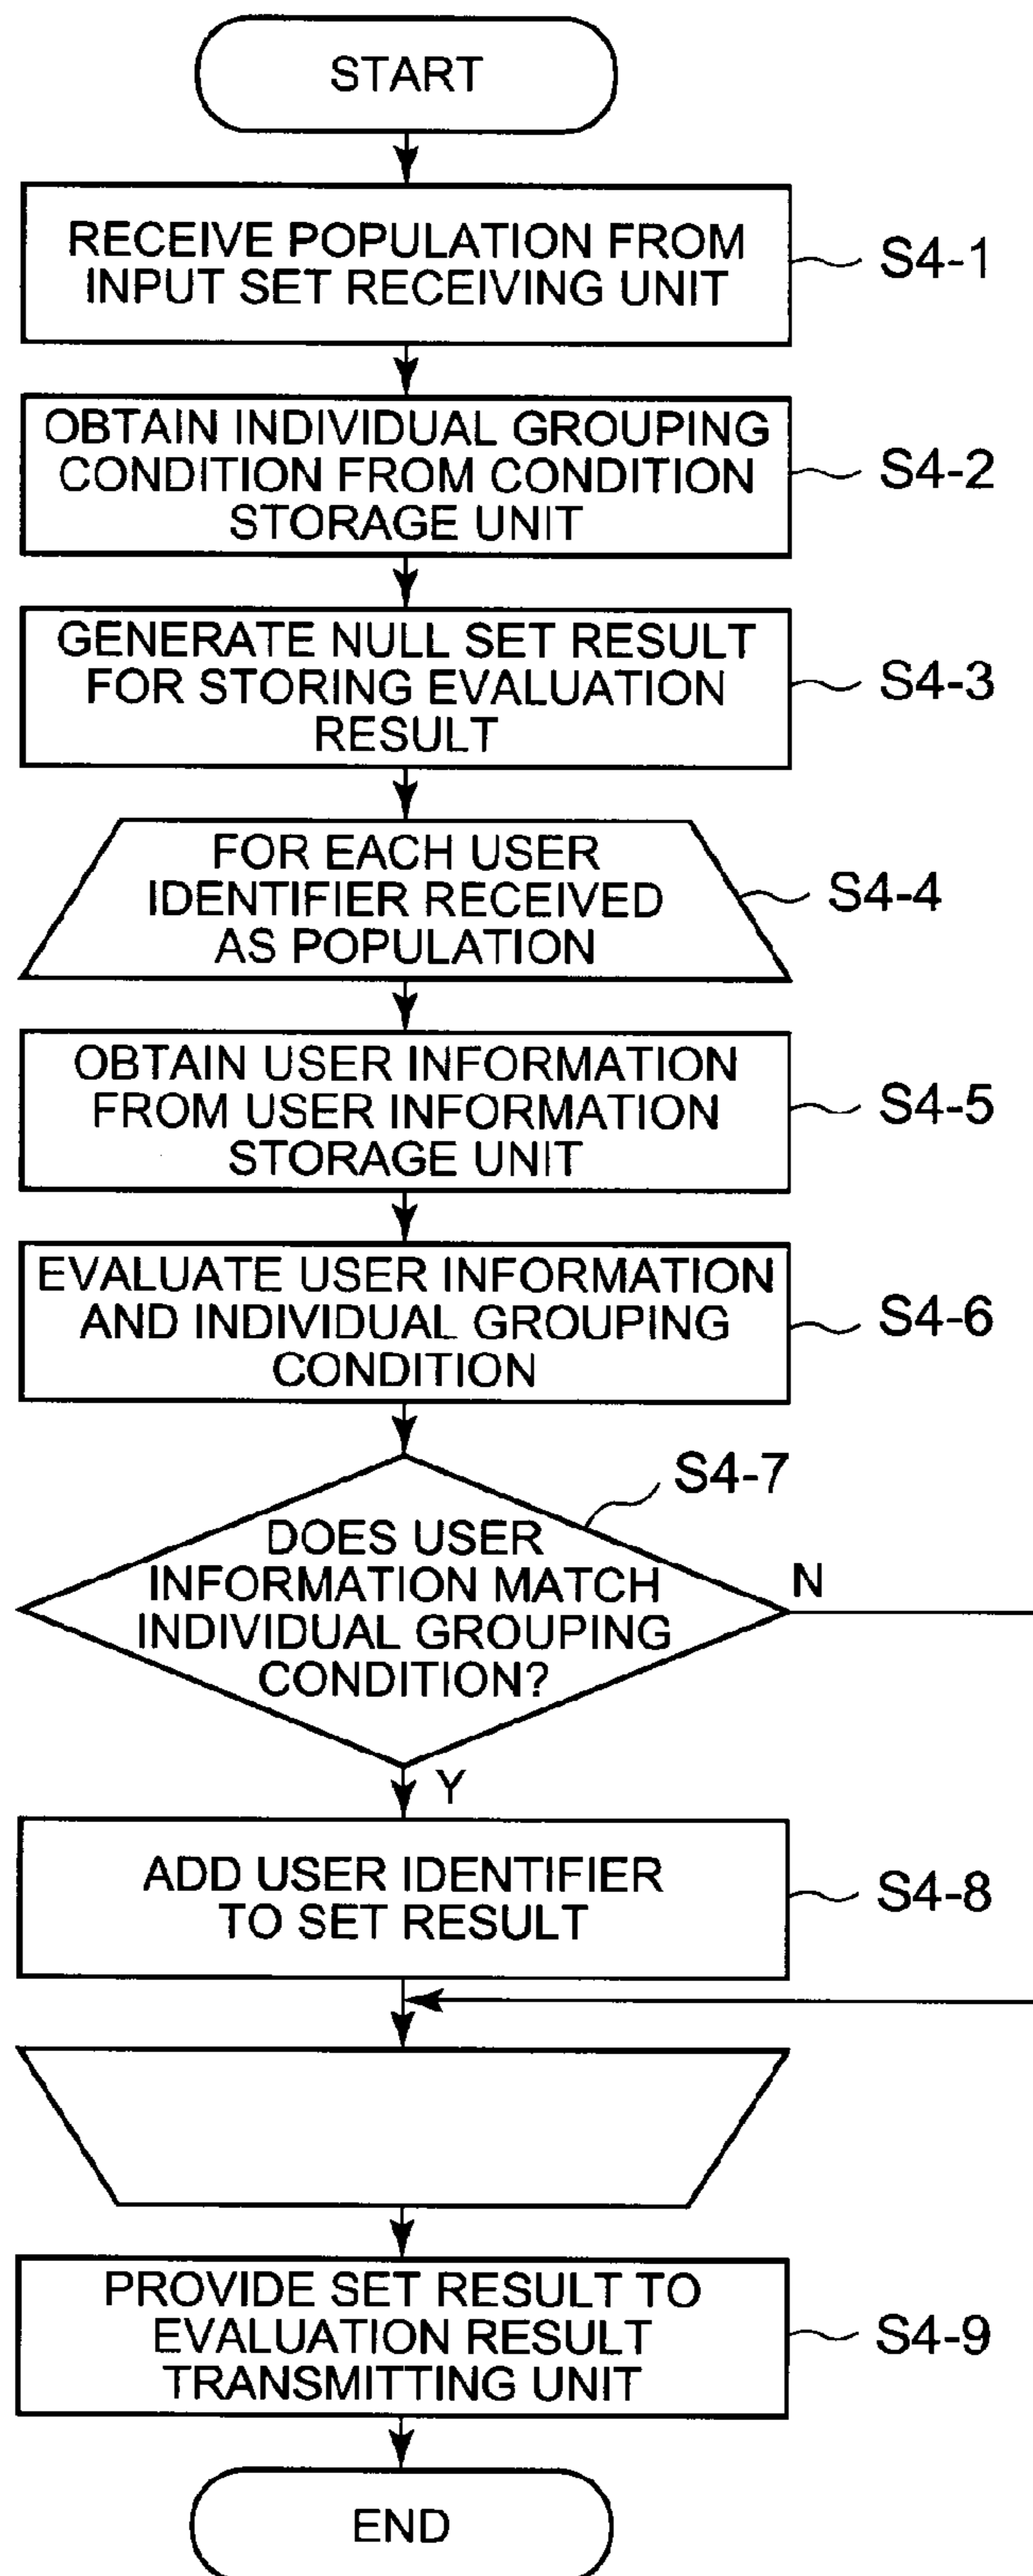 START
RECEIVE POPULATION FROM
INPUT SET RECEIVING UNIT
S4-1
OBTAIN INDIVIDUAL GROUPING
CONDITION FROM CONDITION
STORAGE UNIT
S4-2
GENERATE NULL SET RESULT
FOR STORING EVALUATION
RESULT
S4-3
FOR EACH USER
IDENTIFIER RECEIVED
AS POPULATION
S4-4
OBTAIN USER INFORMATION
FROM USER INFORMATION
STORAGE UNIT
S4-5
EVALUATE USER INFORMATION
AND INDIVIDUAL GROUPING
CONDITION
S4-6
S4-7
DOES USER
INFORMATION MATCH
INDIVIDUAL GROUPING
CONDITION?
N
Y
ADD USER IDENTIFIER
TO SET RESULT
S4-8
PROVIDE SET RESULT TO
EVALUATION RESULT
TRANSMITTING UNIT
S4-9
END